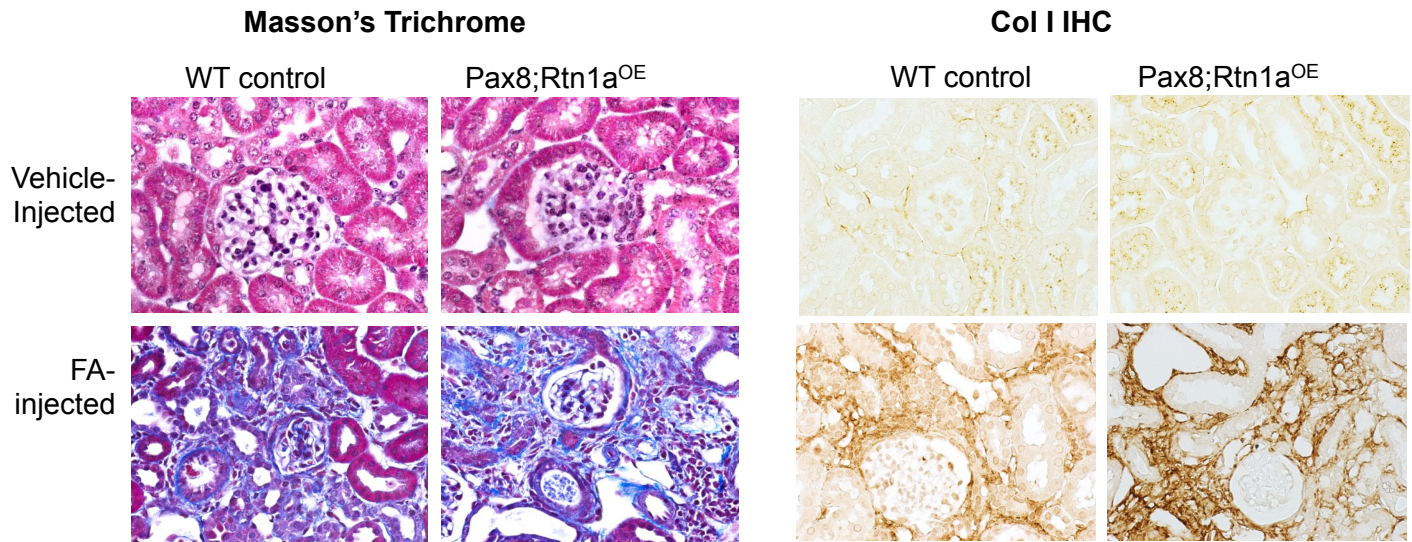 Masson's Trichrome
Col I IHC
WT control
Pax8;Rtn1aᴼᴱ
WT control
Pax8;Rtn1aᴼᴱ
Vehicle-
Injected
FA-
injected